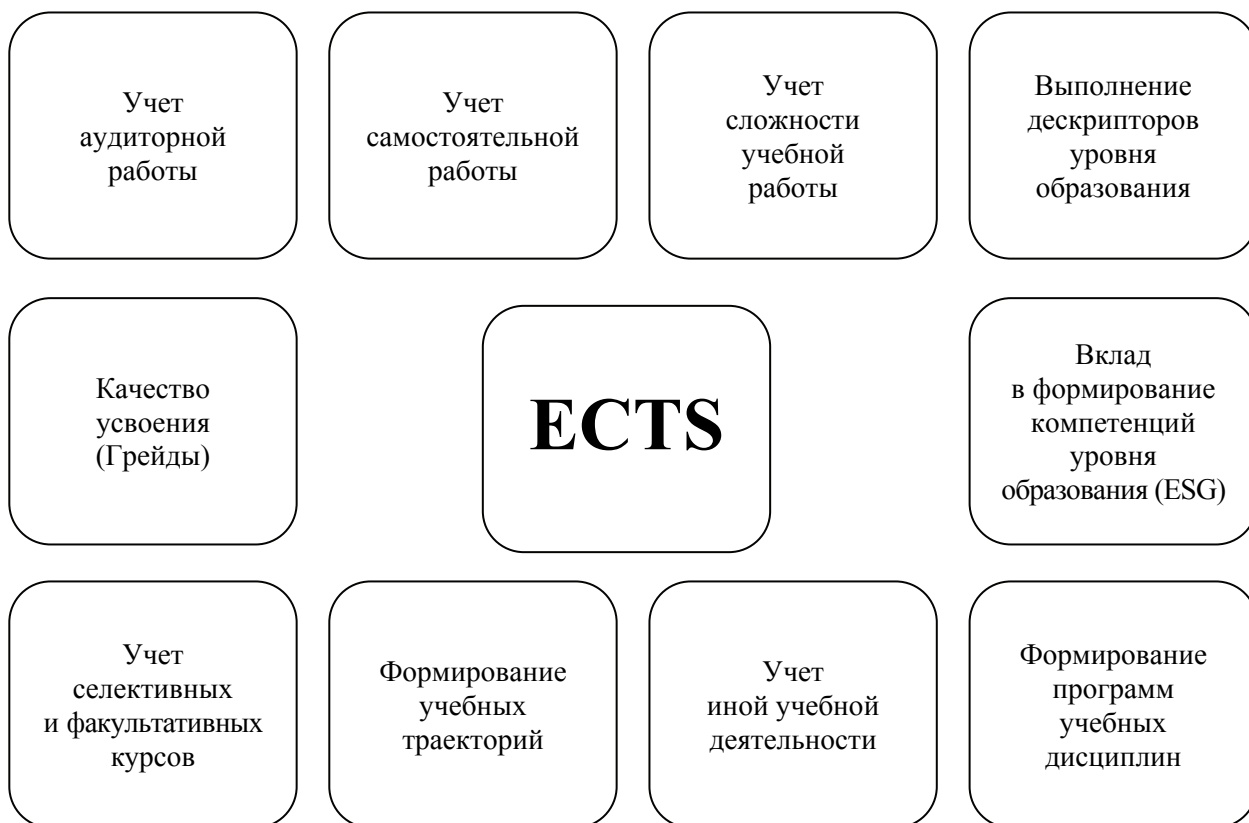 Учет
аудиторной
работы
Учет
самостоятельной
работы
Учет
сложности
учебной
работы
Выполнение
дескрипторов
уровня
образования
Качество
усвоения
(Грейды)
ECTS
Вклад
в формирование
компетенций
уровня
образования (ESG)
Учет
селективных
и факультативных
курсов
Формирование
учебных
траекторий
Учет
иной учебной
деятельности
Формирование
программ
учебных
дисциплин